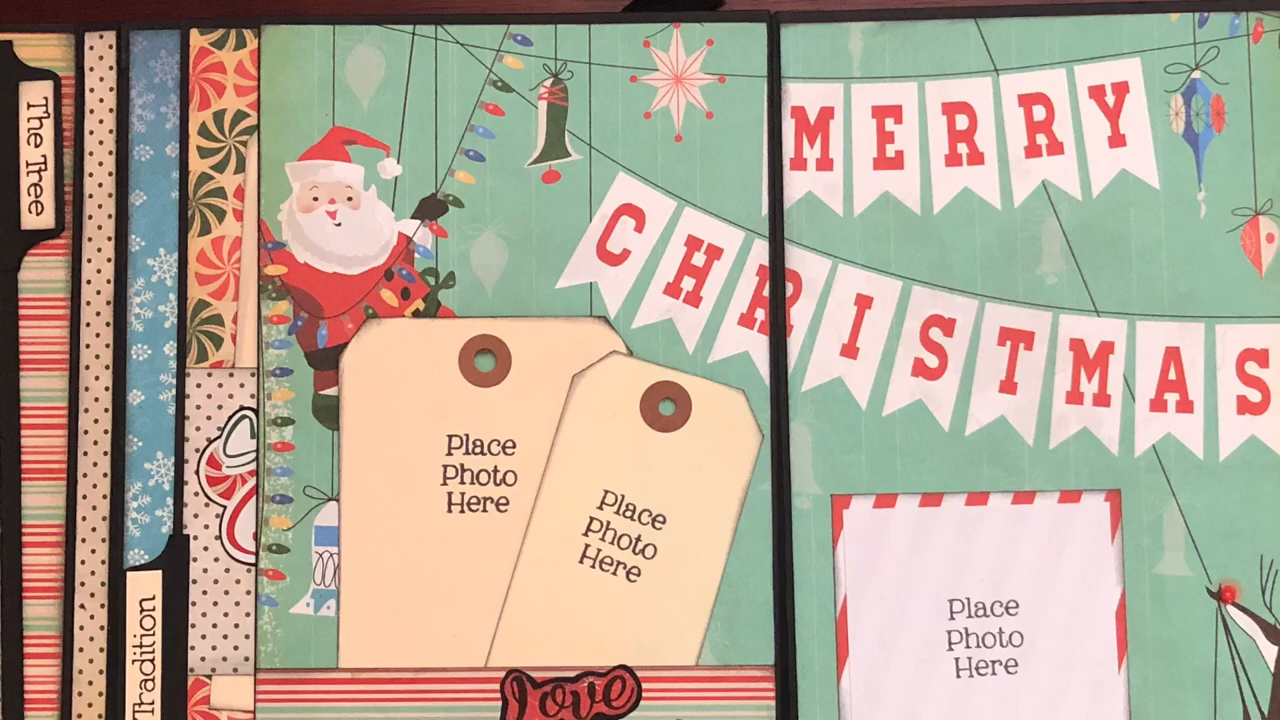 The Tree
MERRY
CHRISTMAS
Place
Photo
Here
Place
Photo
Here
Place
Photo
Here
Tradition
Love